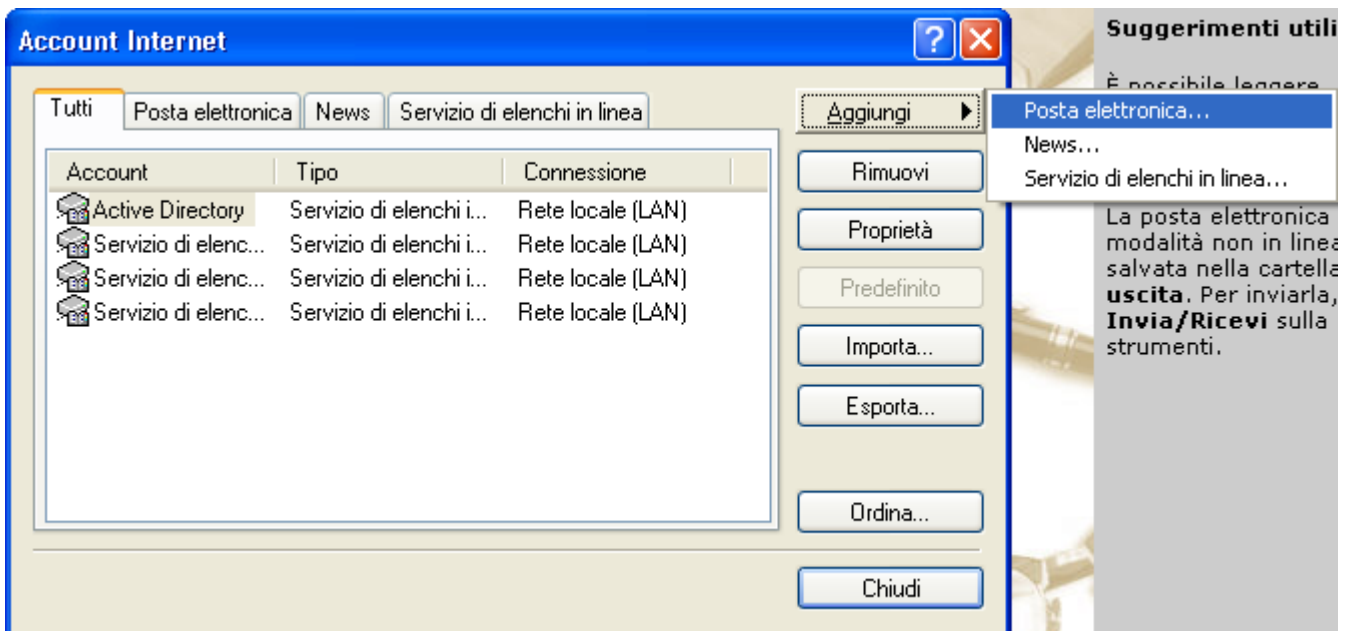 Account Internet
Tutti Posta elettronica News Servizio di elenchi in linea
Account Tipo Connessione
Active Directory Servizio di elenchi i... Rete locale (LAN)
Servizio di elenc... Servizio di elenchi i... Rete locale (LAN)
Servizio di elenc... Servizio di elenchi i... Rete locale (LAN)
Servizio di elenc... Servizio di elenchi i... Rete locale (LAN)
Aggiungi
Rimuovi
Proprietà
Predefinito
Importa...
Esporta...
Ordina...
Chiudi
Posta elettronica...
News...
Servizio di elenchi in linea...
Suggerimenti utili
È possibile leggere
La posta elettronica
modalità non in linea
salvata nella cartella
uscita. Per inviarla,
Invia/Ricevi sulla
strumenti.